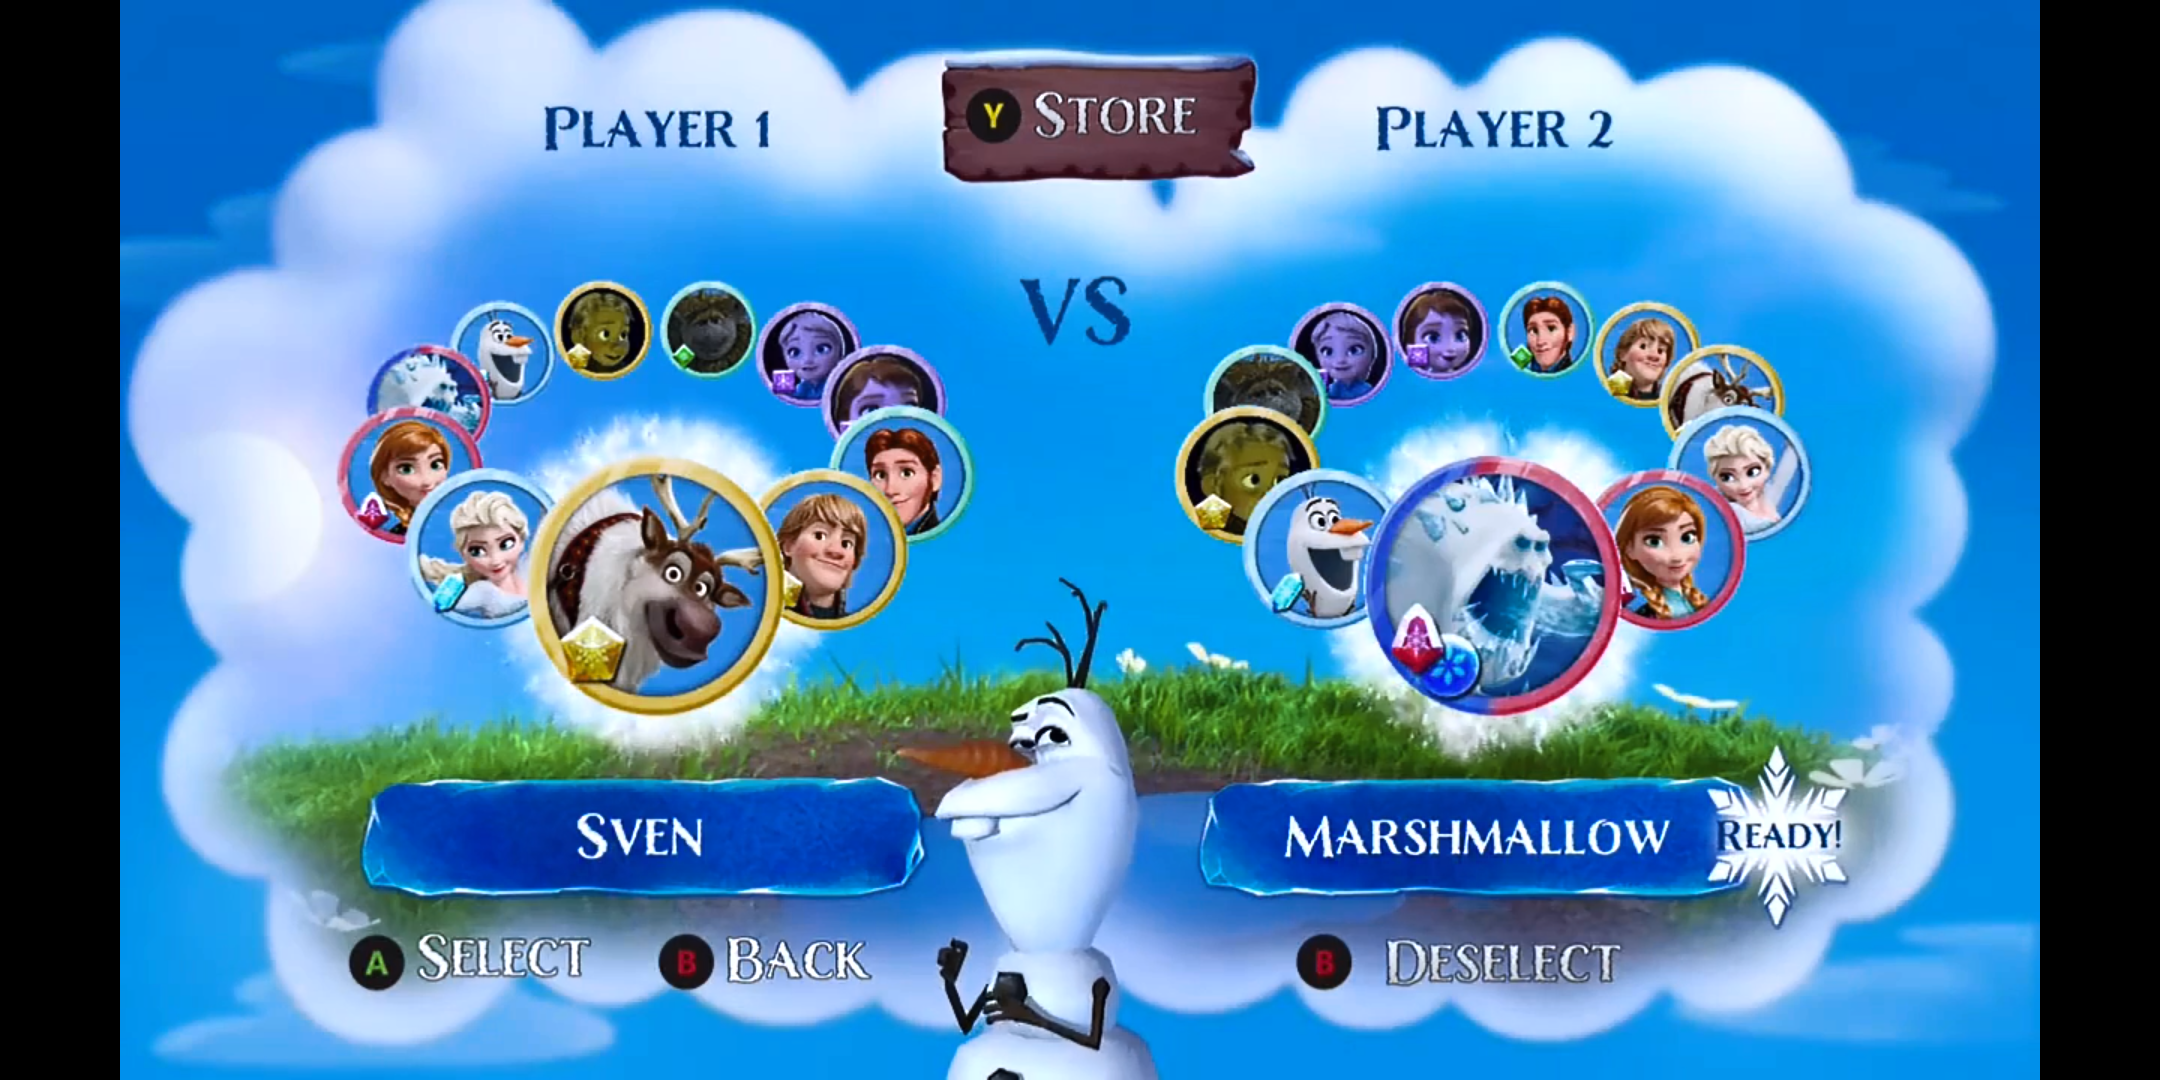 PLAYER 1
Y STORE
PLAYER 2
VS
SVEN
MARSHMALLOW
READY!
A SELECT
B BACK
B DESELECT